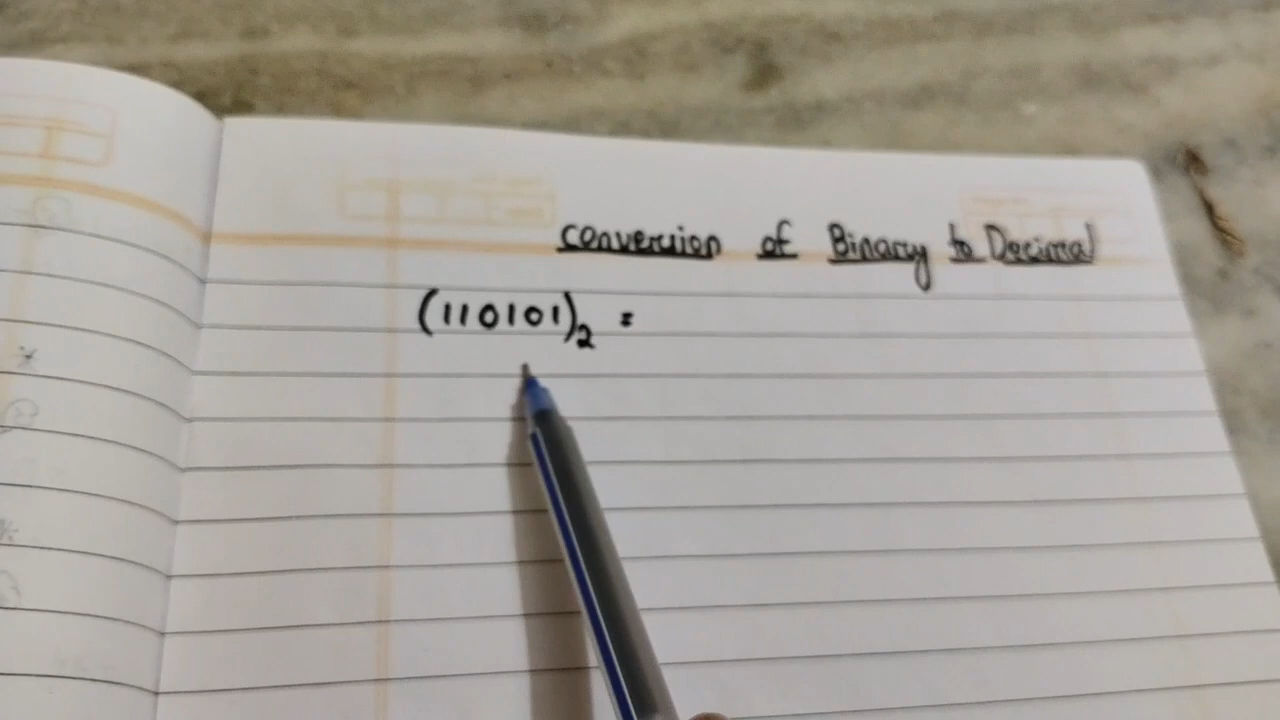 conversion of Binary to Decimal
(110101)₂ =